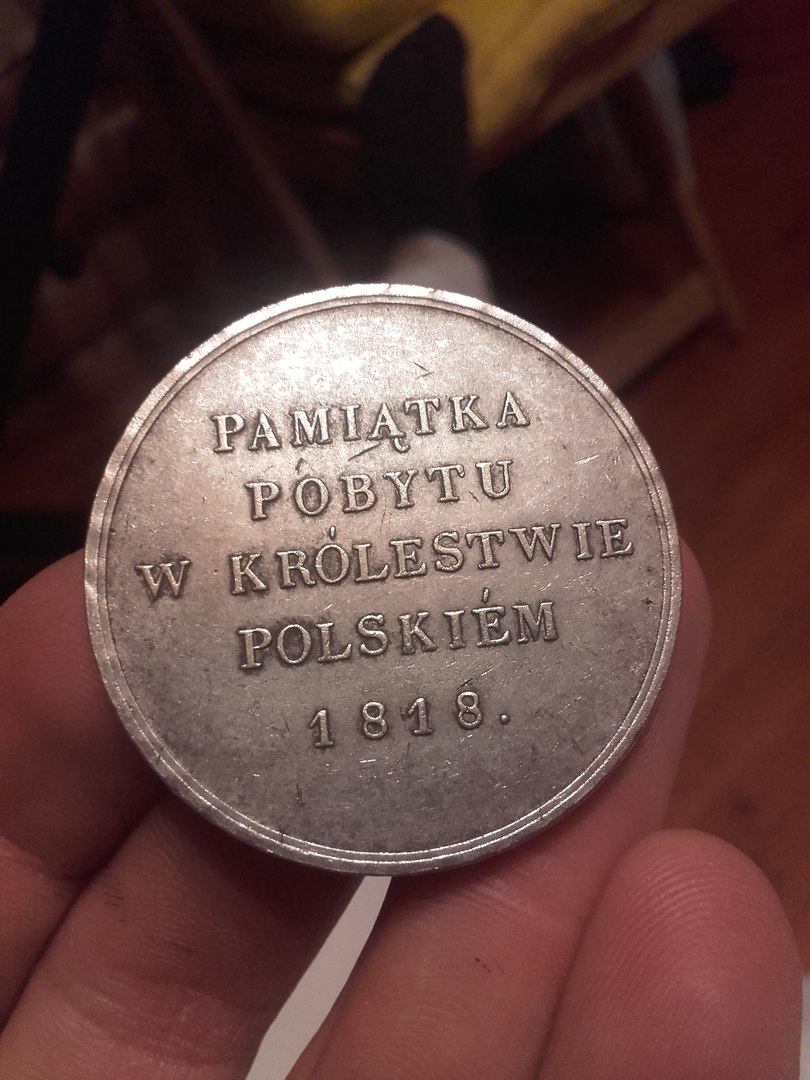 PAMIĄTKA
POBYTU
W KRÓLESTWIE
POLSKIÉM
1818.